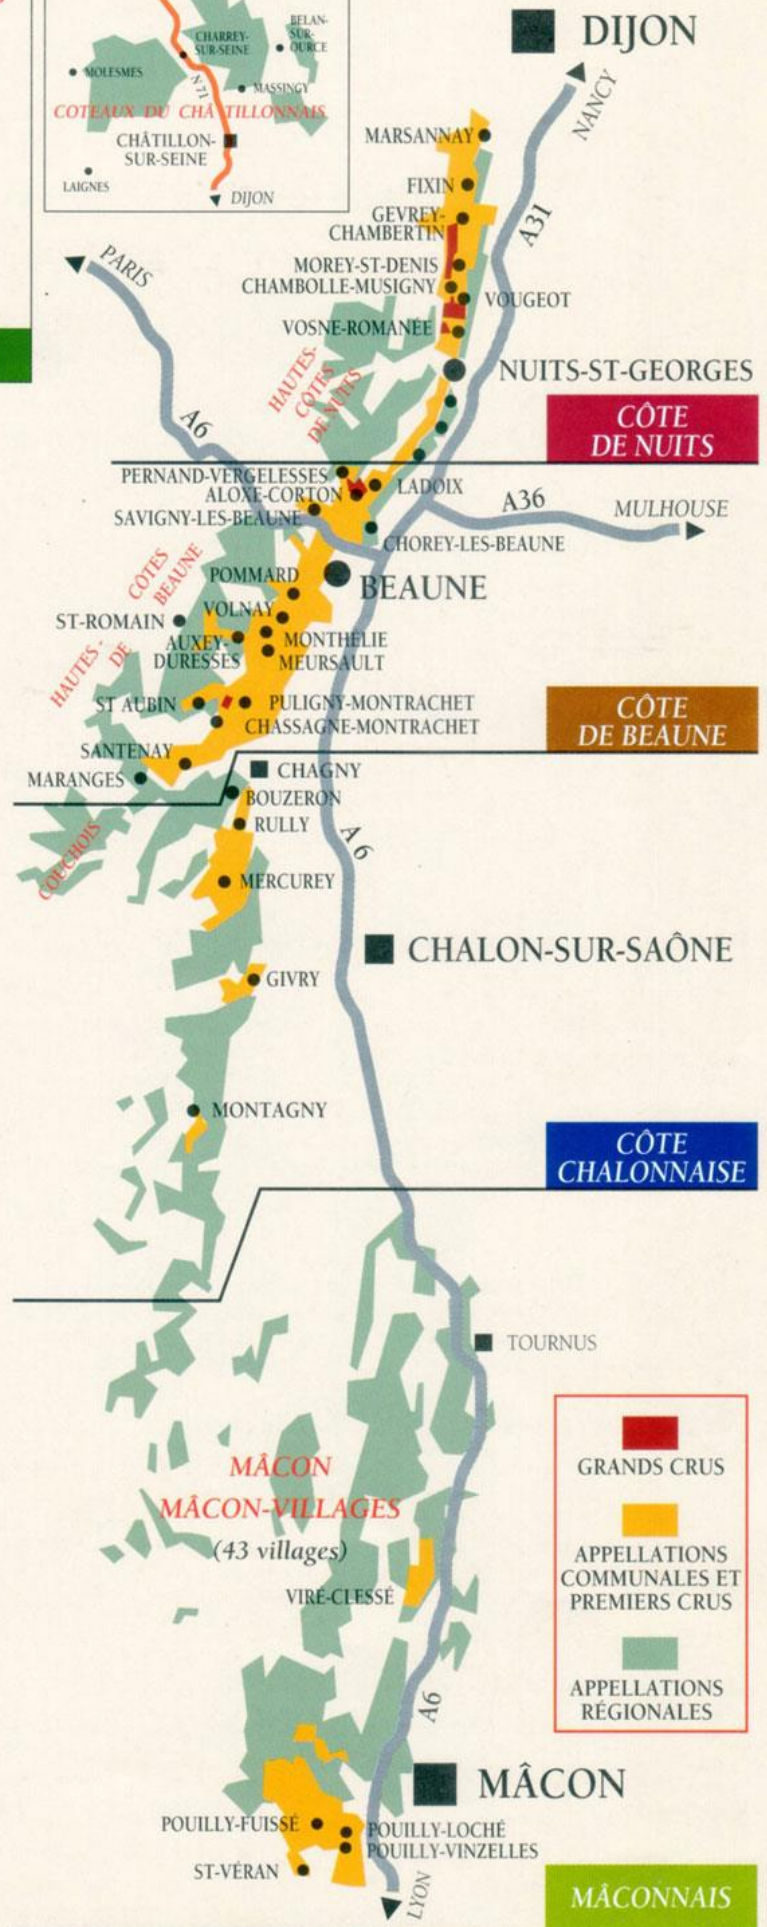 BELAN-
SUR-
OURCE
CHARREY-
SUR-SEINE
MOLESMES
N 71
MASSINGY
COTEAUX DU CHÂTILLONNAIS
CHÂTILLON-
SUR-SEINE
LAIGNES
DIJON
DIJON
NANCY
MARSANNAY
FIXIN
GEVREY-
CHAMBERTIN
A31
MOREY-ST-DENIS
CHAMBOLLE-MUSIGNY
VOUGEOT
VOSNE-ROMANÉE
PARIS
HAUTES-
CÔTES
DE NUITS
NUITS-ST-GEORGES
CÔTE
DE NUITS
A6
PERNAND-VERGELESSES
ALOXE-CORTON
LADOIX
SAVIGNY-LES-BEAUNE
A36
MULHOUSE
CHOREY-LES-BEAUNE
HAUTES-
CÔTES
DE
BEAUNE
POMMARD
BEAUNE
VOLNAY
ST-ROMAIN
AUXEY-
DURESSES
MONTHELIE
MEURSAULT
ST AUBIN
PULIGNY-MONTRACHET
CHASSAGNE-MONTRACHET
CÔTE
DE BEAUNE
SANTENAY
MARANGES
CHAGNY
BOUZERON
RULLY
A 6
COUCHOIS
MERCUREY
CHALON-SUR-SAÔNE
GIVRY
MONTAGNY
CÔTE
CHALONNAISE
TOURNUS
MÂCON
MÂCON-VILLAGES
(43 villages)
VIRÉ-CLESSÉ
GRANDS CRUS
APPELLATIONS
COMMUNALES ET
PREMIERS CRUS
APPELLATIONS
RÉGIONALES
A6
MÂCON
POUILLY-FUISSÉ
POUILLY-LOCHÉ
POUILLY-VINZELLES
ST-VÉRAN
LYON
MÂCONNAIS